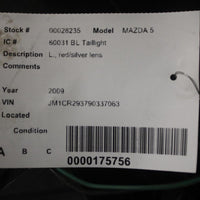 Stock # 00028235 Model MAZDA 5
IC # 60031 BL Taillight
Description L., red/silver lens
Comments
Year 2009
VIN JM1CR293790337063
Located
Condition
A B C
0000175756